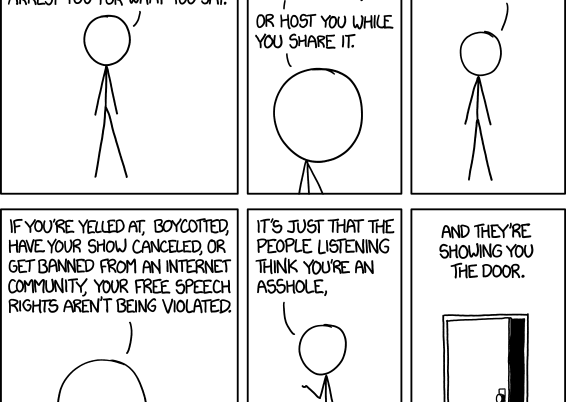 ARREST YOU FOR WHAT YOU SAY.
OR HOST YOU WHILE
YOU SHARE IT.
IF YOU'RE YELLED AT, BOYCOTTED,
HAVE YOUR SHOW CANCELED, OR
GET BANNED FROM AN INTERNET
COMMUNITY, YOUR FREE SPEECH
RIGHTS AREN'T BEING VIOLATED.
IT'S JUST THAT THE
PEOPLE LISTENING
THINK YOU'RE AN
ASSHOLE,
AND THEY'RE
SHOWING YOU
THE DOOR.